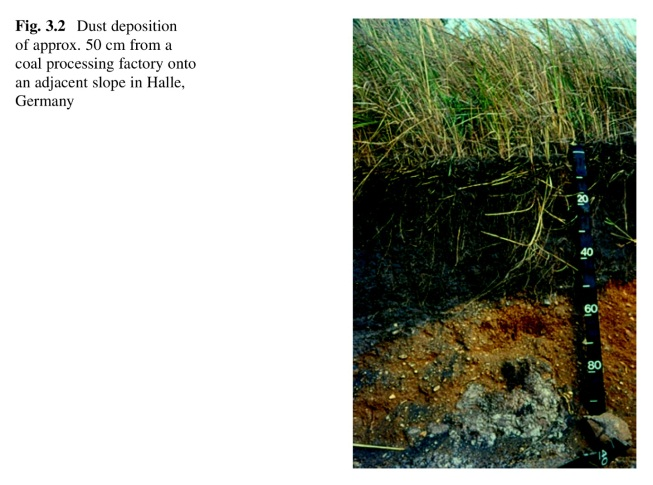 Fig. 3.2 Dust deposition
of approx. 50 cm from a
coal processing factory onto
an adjacent slope in Halle,
Germany
20
40
60
80